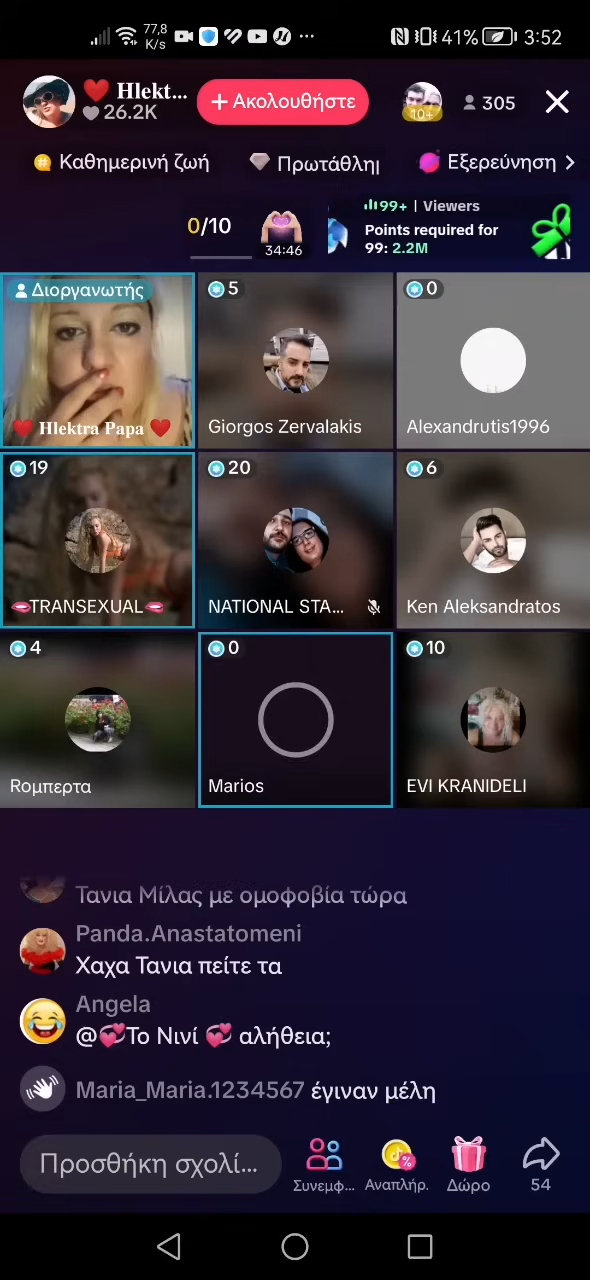 77,8
K/s
41%
3:52
Hlekt...
26.2K
+ Ακολουθήστε
10+
305
Καθημερινή ζωή
Πρωτάθλη
Εξερεύνηση
0/10
34:46
99+ | Viewers
Points required for
99: 2.2M
Διοργανωτής
5
0
Hlektra Papa
Giorgos Zervalakis
Alexandrutis1996
19
20
6
TRANSEXUAL
NATIONAL STA...
Ken Aleksandratos
4
0
10
Rομπερτα
Marios
EVI KRANIDELI
Τανια Μίλας με ομοφοβία τώρα
Panda.Anastatomeni
Χαχα Τανια πείτε τα
Angela
@💞Το Νινί 💞 αλήθεια;
Maria_Maria.1234567 έγιναν μέλη
Προσθήκη σχολί...
Συνεμφ...
Αναπλήρ.
Δώρο
54